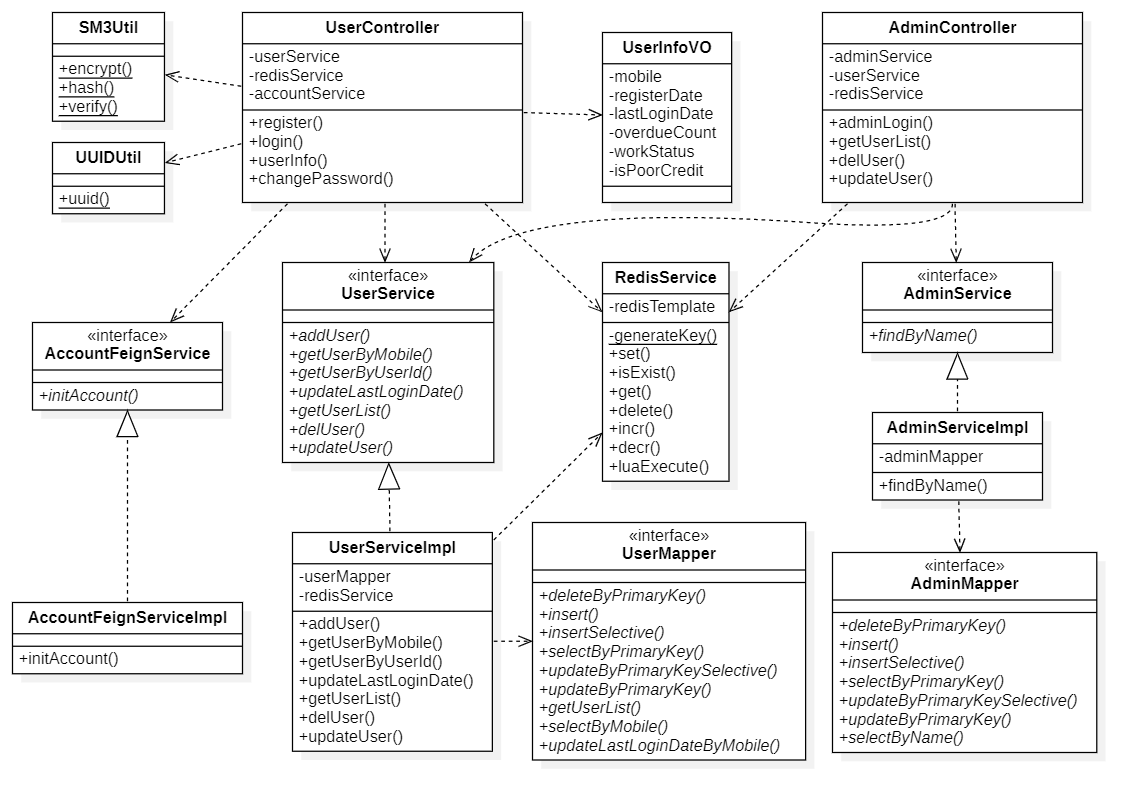 SM3Util
+encrypt()
+hash()
+verify()
UUIDUtil
+uuid()
UserController
-userService
-redisService
-accountService
+register()
+login()
+userInfo()
+changePassword()
UserInfoVO
-mobile
-registerDate
-lastLoginDate
-overdueCount
-workStatus
-isPoorCredit
AdminController
-adminService
-userService
-redisService
+adminLogin()
+getUserList()
+delUser()
+updateUser()
«interface»
AccountFeignService
+initAccount()
«interface»
UserService
+addUser()
+getUserByMobile()
+getUserByUserId()
+updateLastLoginDate()
+getUserList()
+delUser()
+updateUser()
RedisService
-redisTemplate
-generateKey()
+set()
+isExist()
+get()
+delete()
+incr()
+decr()
+luaExecute()
«interface»
AdminService
+findByName()
AdminServiceImpl
-adminMapper
+findByName()
AccountFeignServiceImpl
+initAccount()
UserServiceImpl
-userMapper
-redisService
+addUser()
+getUserByMobile()
+getUserByUserId()
+updateLastLoginDate()
+getUserList()
+delUser()
+updateUser()
«interface»
UserMapper
+deleteByPrimaryKey()
+insert()
+insertSelective()
+selectByPrimaryKey()
+updateByPrimaryKeySelective()
+updateByPrimaryKey()
+getUserList()
+selectByMobile()
+updateLastLoginDateByMobile()
«interface»
AdminMapper
+deleteByPrimaryKey()
+insert()
+insertSelective()
+selectByPrimaryKey()
+updateByPrimaryKeySelective()
+updateByPrimaryKey()
+selectByName()